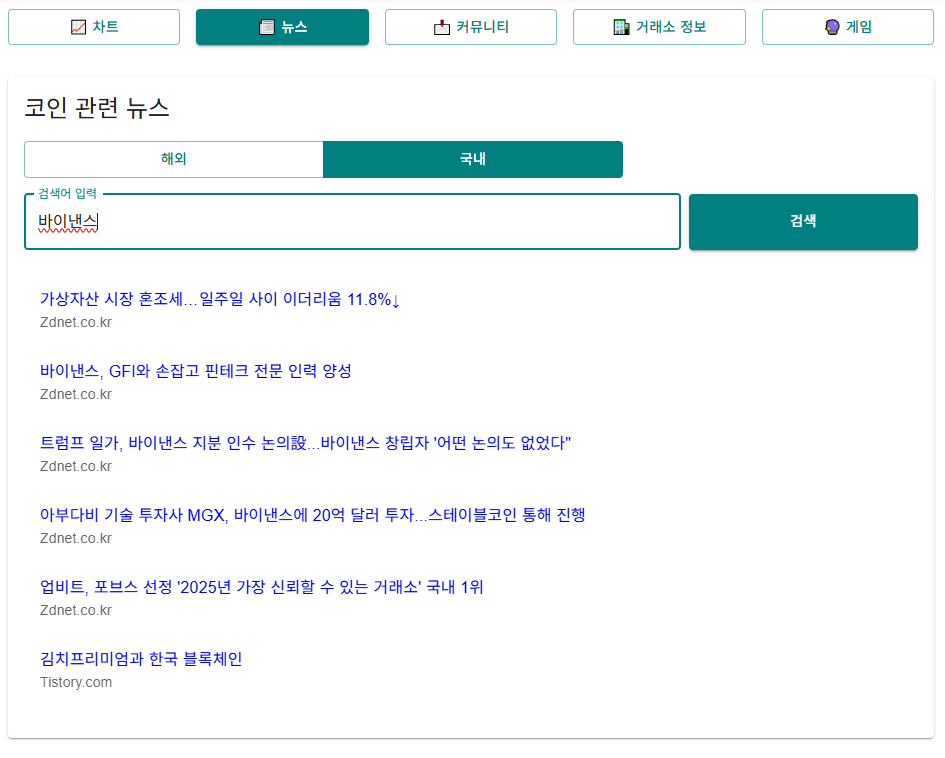 차트
뉴스
커뮤니티
거래소 정보
게임
코인 관련 뉴스
해외
국내
검색어 입력
바이낸스
검색
가상자산 시장 혼조세…일주일 사이 이더리움 11.8%↓
Zdnet.co.kr
바이낸스, GFI와 손잡고 핀테크 전문 인력 양성
Zdnet.co.kr
트럼프 일가, 바이낸스 지분 인수 논의設…바이낸스 창립자 '어떤 논의도 없었다"
Zdnet.co.kr
아부다비 기술 투자사 MGX, 바이낸스에 20억 달러 투자…스테이블코인 통해 진행
Zdnet.co.kr
업비트, 포브스 선정 '2025년 가장 신뢰할 수 있는 거래소' 국내 1위
Zdnet.co.kr
김치프리미엄과 한국 블록체인
Tistory.com